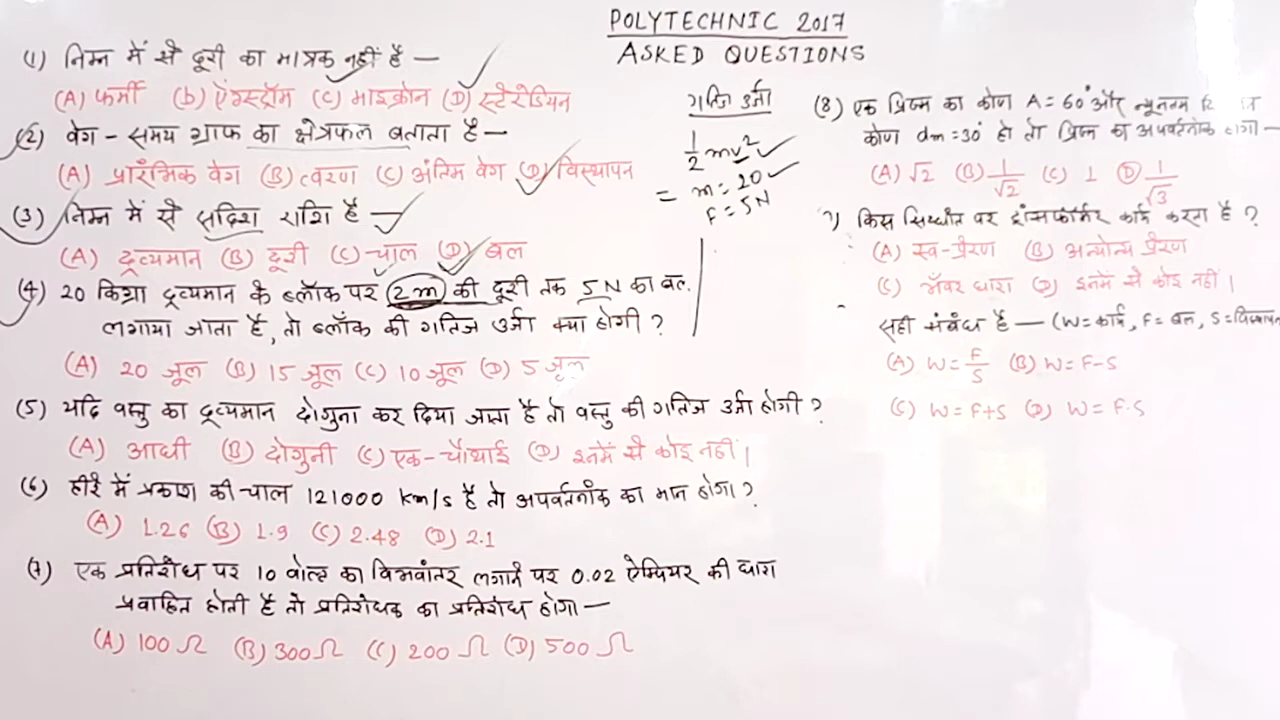 POLYTECHNIC 2017
ASKED QUESTIONS
(1) निम्न में से दूरी का मात्रक नहीं है —
(A) फर्मी (b) ऐंग्स्ट्रॉम (C) माइक्रोन (D) स्टेरेडियन
(2) वेग - समय ग्राफ का क्षेत्रफल बताता है —
(A) प्रारंभिक वेग (B) त्वरण (C) अंतिम वेग (D) विस्थापन
(3) निम्न में से सदिश राशि है —
(A) द्रव्यमान (B) दूरी (C) चाल (D) बल
(4) 20 किग्रा द्रव्यमान के ब्लॉक पर 2m की दूरी तक 5N का बल
लगाया जाता है, तो ब्लॉक की गतिज उर्जा क्या होगी ?
(A) 20 जूल (B) 15 जूल (C) 10 जूल (D) 5 जूल
(5) यदि वस्तु का द्रव्यमान दोगुना कर दिया जाता है तो वस्तु की गतिज उर्जा होगी ?
(A) आधी (B) दोगुनी (C) एक-चौथाई (D) इनमें से कोई नहीं |
(6) हीरे में प्रकाश की चाल 121000 km/s है तो अपवर्तनांक का मान होगा ?
(A) 1.26 (B) 1.9 (C) 2.48 (D) 2.1
(7) एक प्रतिरोध पर 10 वोल्ट का विभवांतर लगाने पर 0.02 ऐम्पियर की धारा
प्रवाहित होती है तो प्रतिरोधक का प्रतिरोध होगा —
(A) 100 Ω (B) 300 Ω (C) 200 Ω (D) 500 Ω
गतिज उर्जा
1/2 mv²
= m = 20
F = 5N
(8) एक प्रिज्म का कोण A = 60° और न्यूनतम
कोण dm = 30° हो तो प्रिज्म का अपवर्तनांक होगा —
(A) √2 (B) 1/√2 (C) 1 (D) 1/√3
किस सिध्धांत पर ट्रांसफॉर्मर कार्य करता है ?
(A) स्व-प्रेरण (B) अन्योन्य प्रेरण
(C) भँवर धारा (D) इनमें से कोई नहीं |
सही संबंध है — (W = कार्य, F = बल, S = विस्थापन
(A) W = F/S (B) W = F-S
(C) W = F+S (D) W = F·S